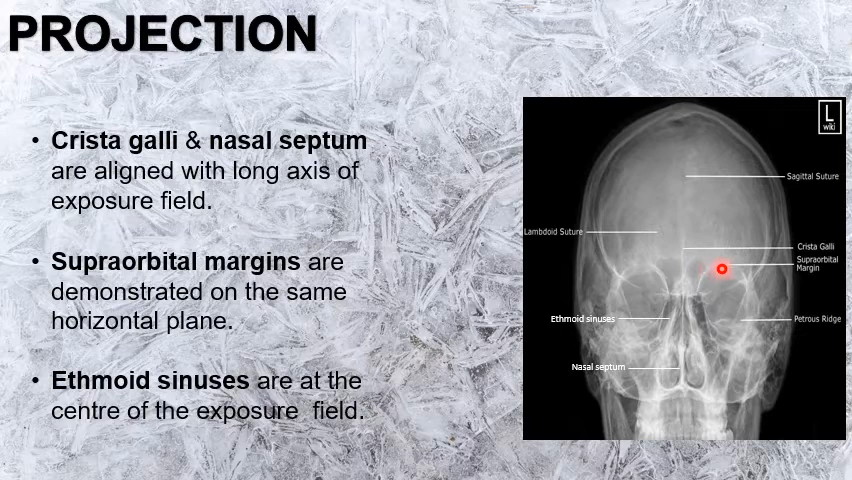 PROJECTION
• Crista galli & nasal septum
are aligned with long axis of
exposure field.
• Supraorbital margins are
demonstrated on the same
horizontal plane.
• Ethmoid sinuses are at the
centre of the exposure  field.
L
wiki
Sagittal Suture
Lambdoid Suture
Crista Galli
Supraorbital
Margin
Ethmoid sinuses
Petrous Ridge
Nasal septum